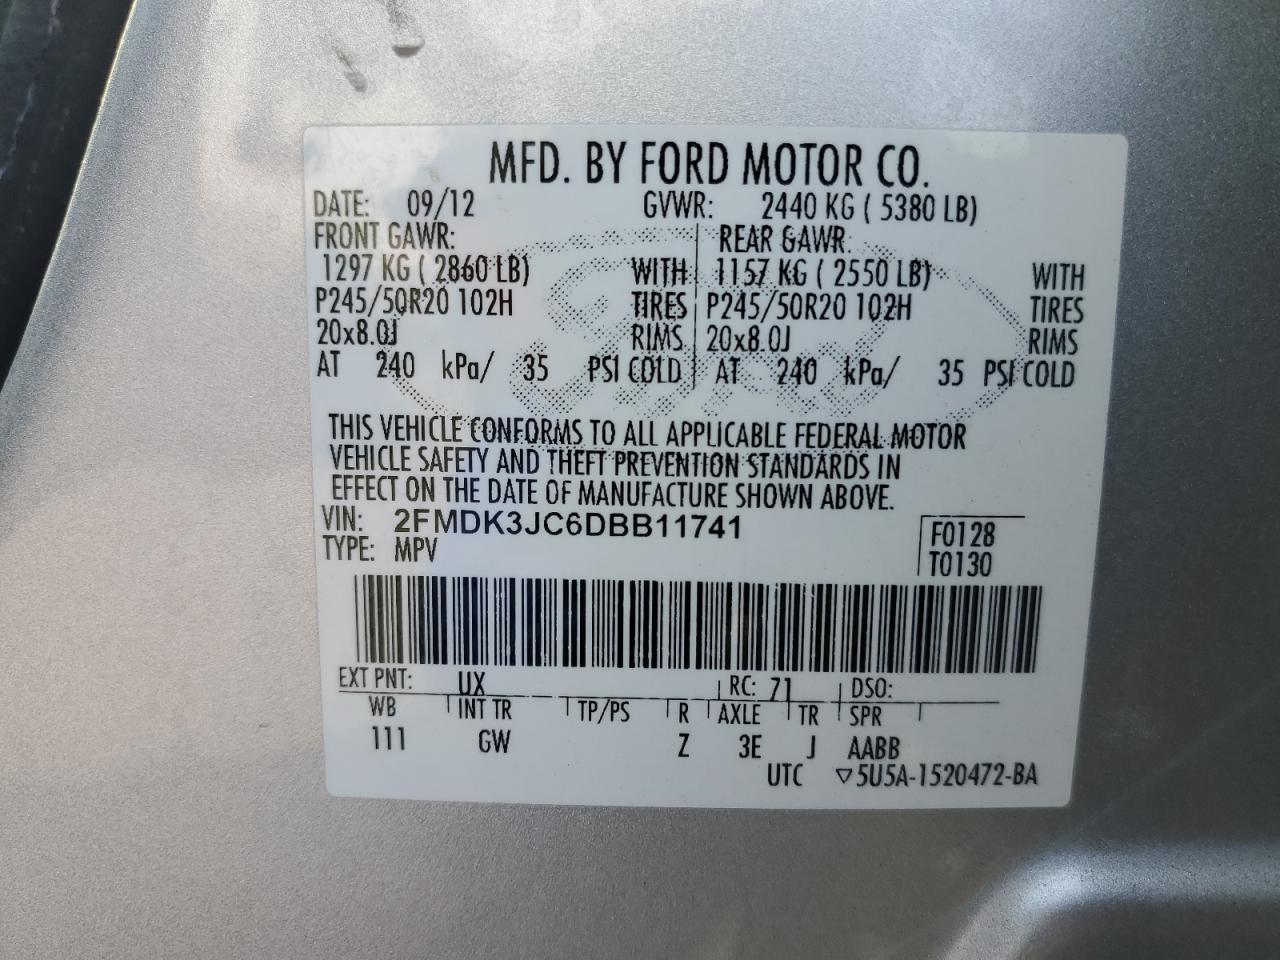 MFD. BY FORD MOTOR CO.
DATE: 09/12 GVWR: 2440 KG ( 5380 LB)
FRONT GAWR: REAR GAWR:
1297 KG ( 2860 LB) WITH 1157 KG ( 2550 LB) WITH
P245/50R20 102H TIRES P245/50R20 102H TIRES
20x8.0J RIMS 20x8.0J RIMS
AT 240 kPa/ 35 PSI COLD AT 240 kPa/ 35 PSI COLD
THIS VEHICLE CONFORMS TO ALL APPLICABLE FEDERAL MOTOR
VEHICLE SAFETY AND THEFT PREVENTION STANDARDS IN
EFFECT ON THE DATE OF MANUFACTURE SHOWN ABOVE.
VIN: 2FMDK3JC6DBB11741 F0128
TYPE: MPV T0130
EXT PNT: UX RC: 71 DSO:
WB INT TR TP/PS R AXLE TR SPR
111 GW Z 3E J AABB
UTC ▽5U5A-1520472-BA